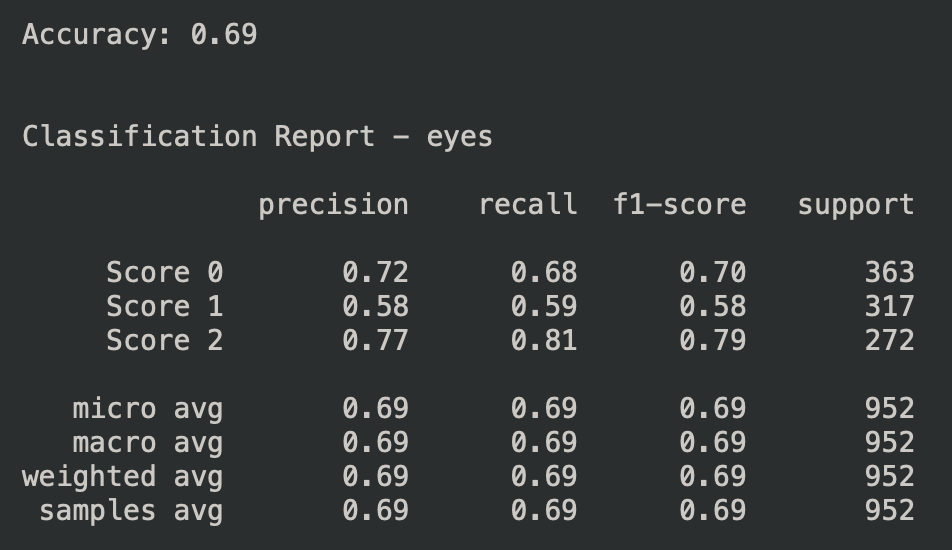 Accuracy: 0.69
Classification Report - eyes
precision recall f1-score support
Score 0 0.72 0.68 0.70 363
Score 1 0.58 0.59 0.58 317
Score 2 0.77 0.81 0.79 272
micro avg 0.69 0.69 0.69 952
macro avg 0.69 0.69 0.69 952
weighted avg 0.69 0.69 0.69 952
samples avg 0.69 0.69 0.69 952